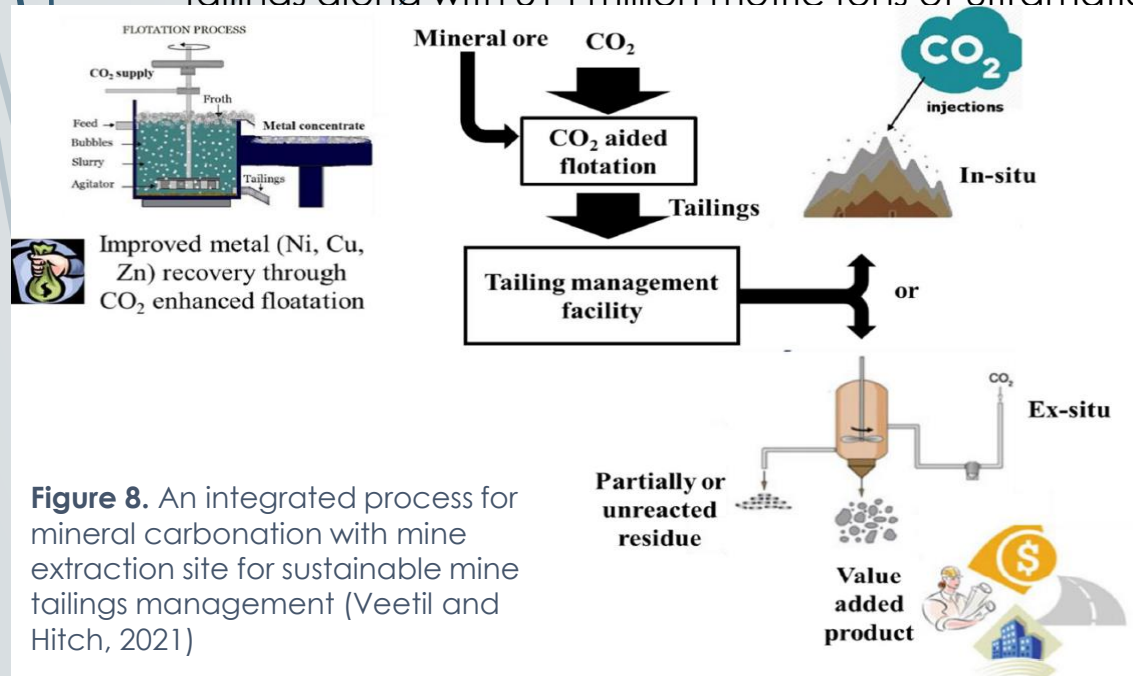 FLOTATION PROCESS
CO₂ supply
Froth
Feed
Metal concentrate
Bubbles
Slurry
Agitator
Tailings
Improved metal (Ni, Cu,
Zn) recovery through
CO₂ enhanced floatation
Mineral ore
CO₂
CO₂ aided
flotation
Tailings
Tailing management
facility
or
CO₂
injections
In-situ
CO₂
Ex-situ
Partially or
unreacted
residue
Value
added
product
Figure 8. An integrated process for
mineral carbonation with mine
extraction site for sustainable mine
tailings management (Veetil and
Hitch, 2021)